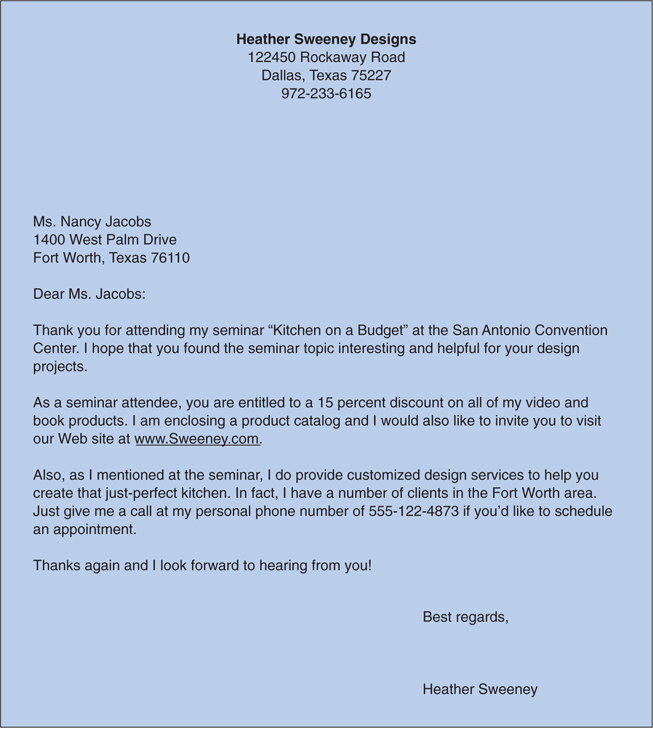 Heather Sweeney Designs
122450 Rockaway Road
Dallas, Texas 75227
972-233-6165
Ms. Nancy Jacobs
1400 West Palm Drive
Fort Worth, Texas 76110
Dear Ms. Jacobs:
Thank you for attending my seminar “Kitchen on a Budget” at the San Antonio Convention
Center. I hope that you found the seminar topic interesting and helpful for your design
projects.
As a seminar attendee, you are entitled to a 15 percent discount on all of my video and
book products. I am enclosing a product catalog and I would also like to invite you to visit
our Web site at www.Sweeney.com.
Also, as I mentioned at the seminar, I do provide customized design services to help you
create that just-perfect kitchen. In fact, I have a number of clients in the Fort Worth area.
Just give me a call at my personal phone number of 555-122-4873 if you’d like to schedule
an appointment.
Thanks again and I look forward to hearing from you!
Best regards,
Heather Sweeney